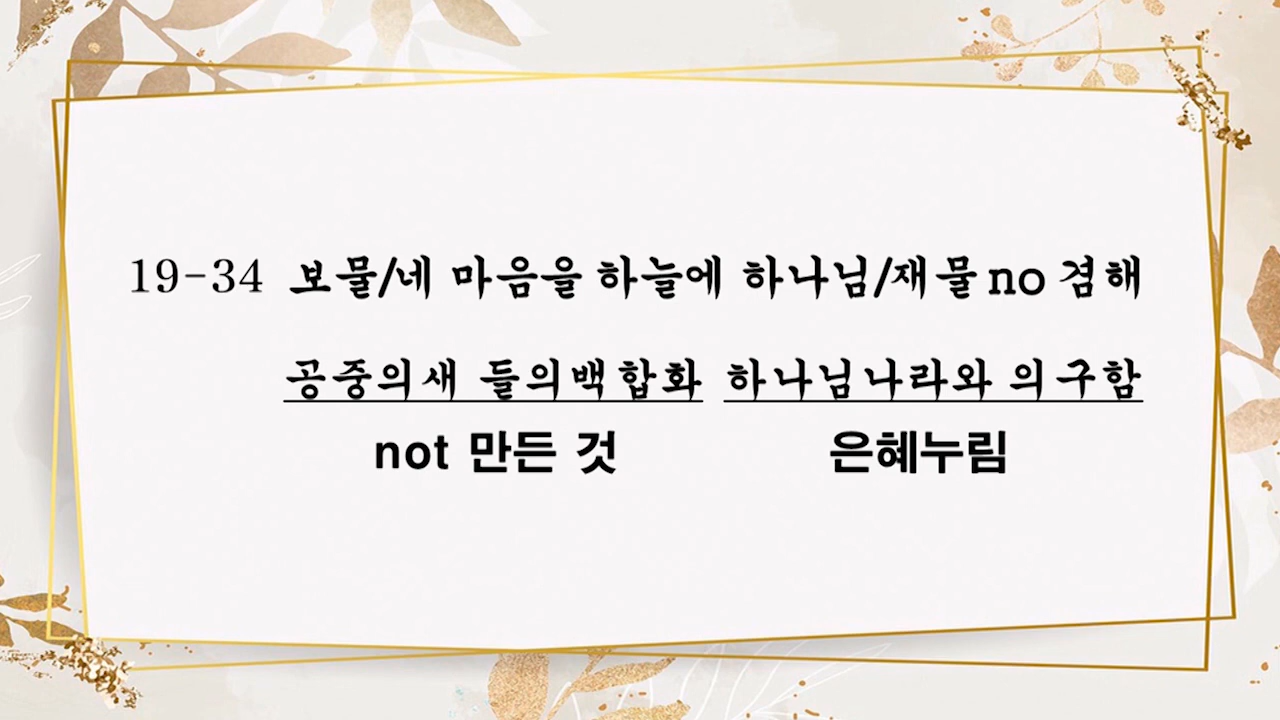 19-34 보물/네 마음을 하늘에 하나님/재물no 겸해
공중의새 들의백합화 하나님나라와 의구함
not 만든 것 은혜누림